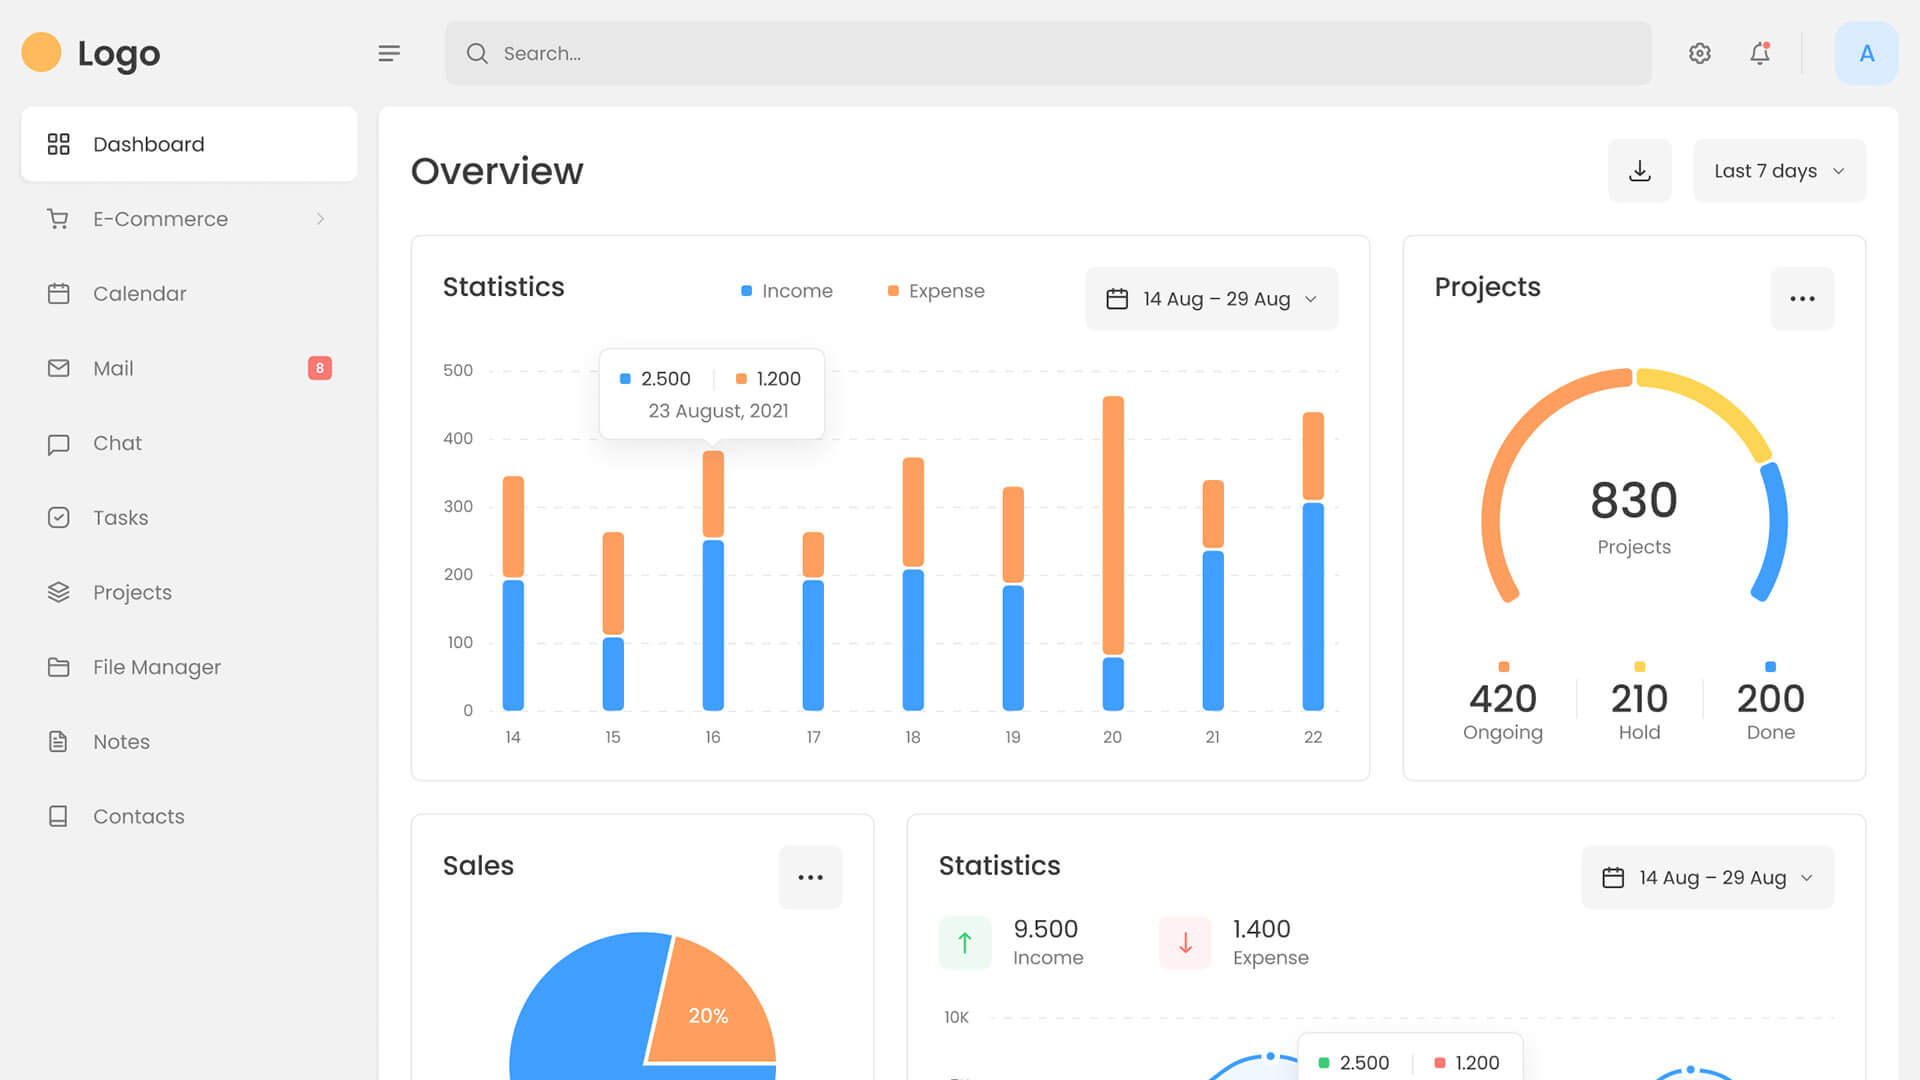 Logo
Search...
A
Dashboard
E-Commerce
Calendar
Mail
8
Chat
Tasks
Projects
File Manager
Notes
Contacts
Overview
Last 7 days
Statistics
Income
Expense
14 Aug – 29 Aug
2.500
1.200
23 August, 2021
500
400
300
200
100
0
14
15
16
17
18
19
20
21
22
Projects
830
Projects
420
Ongoing
210
Hold
200
Done
Sales
20%
Statistics
14 Aug – 29 Aug
9.500
Income
1.400
Expense
10K
2.500
1.200